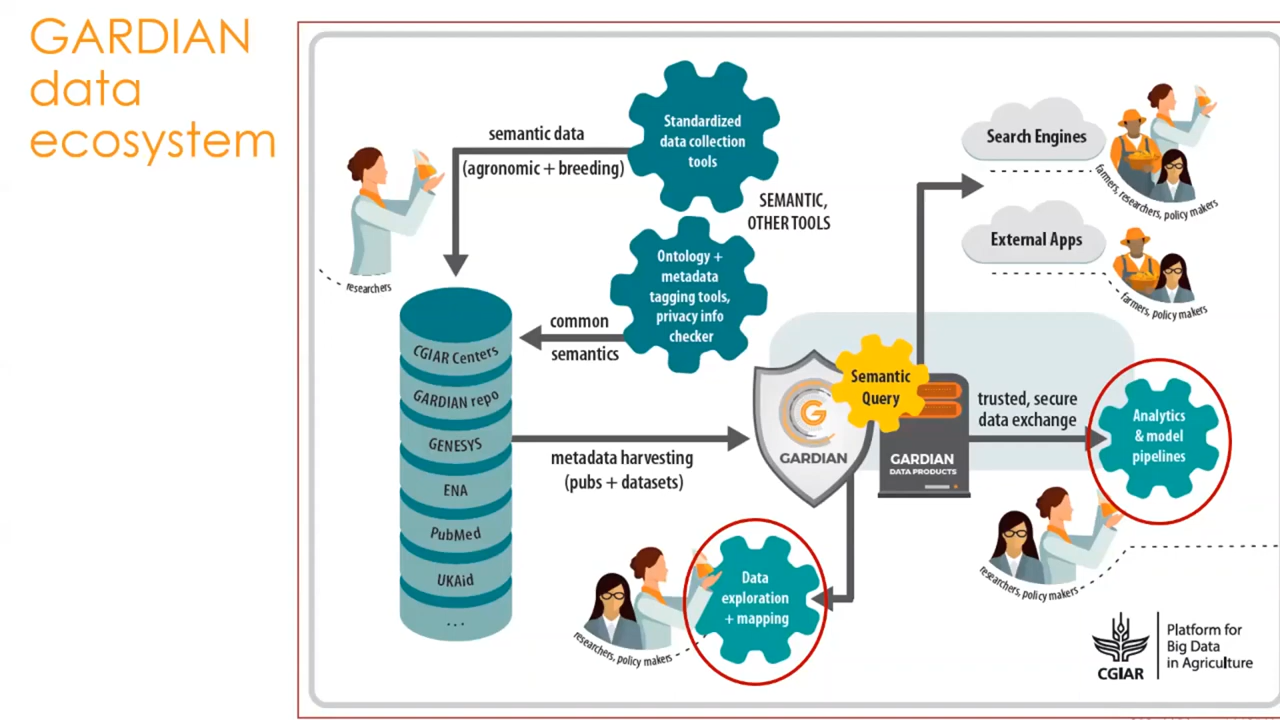 GARDIAN
data
ecosystem
semantic data
(agronomic + breeding)
Standardized
data collection
tools
SEMANTIC,
OTHER TOOLS
researchers
Ontology +
metadata
tagging tools,
privacy info
checker
common
semantics
CGIAR Centers
GARDIAN repo
GENESYS
ENA
PubMed
UKAid
...
metadata harvesting
(pubs + datasets)
G
GARDIAN
Semantic
Query
GARDIAN
DATA PRODUCTS
Search Engines
farmers, researchers, policy makers
External Apps
farmers, policy makers
trusted, secure
data exchange
Analytics
& model
pipelines
researchers, policy makers
Data
exploration
+ mapping
researchers, policy makers
CGIAR
Platform for
Big Data
in Agriculture